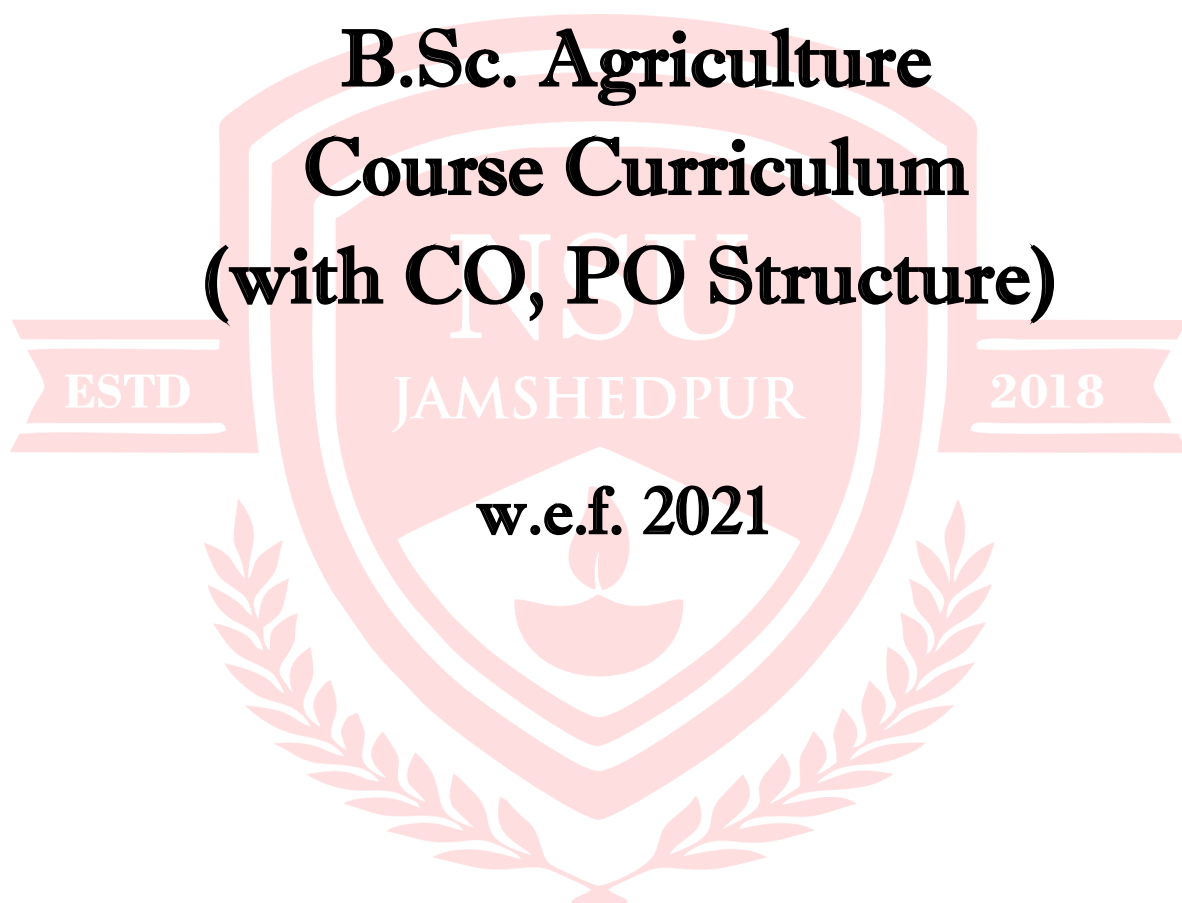 B.Sc. Agriculture
Course Curriculum
(with CO, PO Structure)
NSU
ESTD
JAMSHEDPUR
2018
w.e.f. 2021